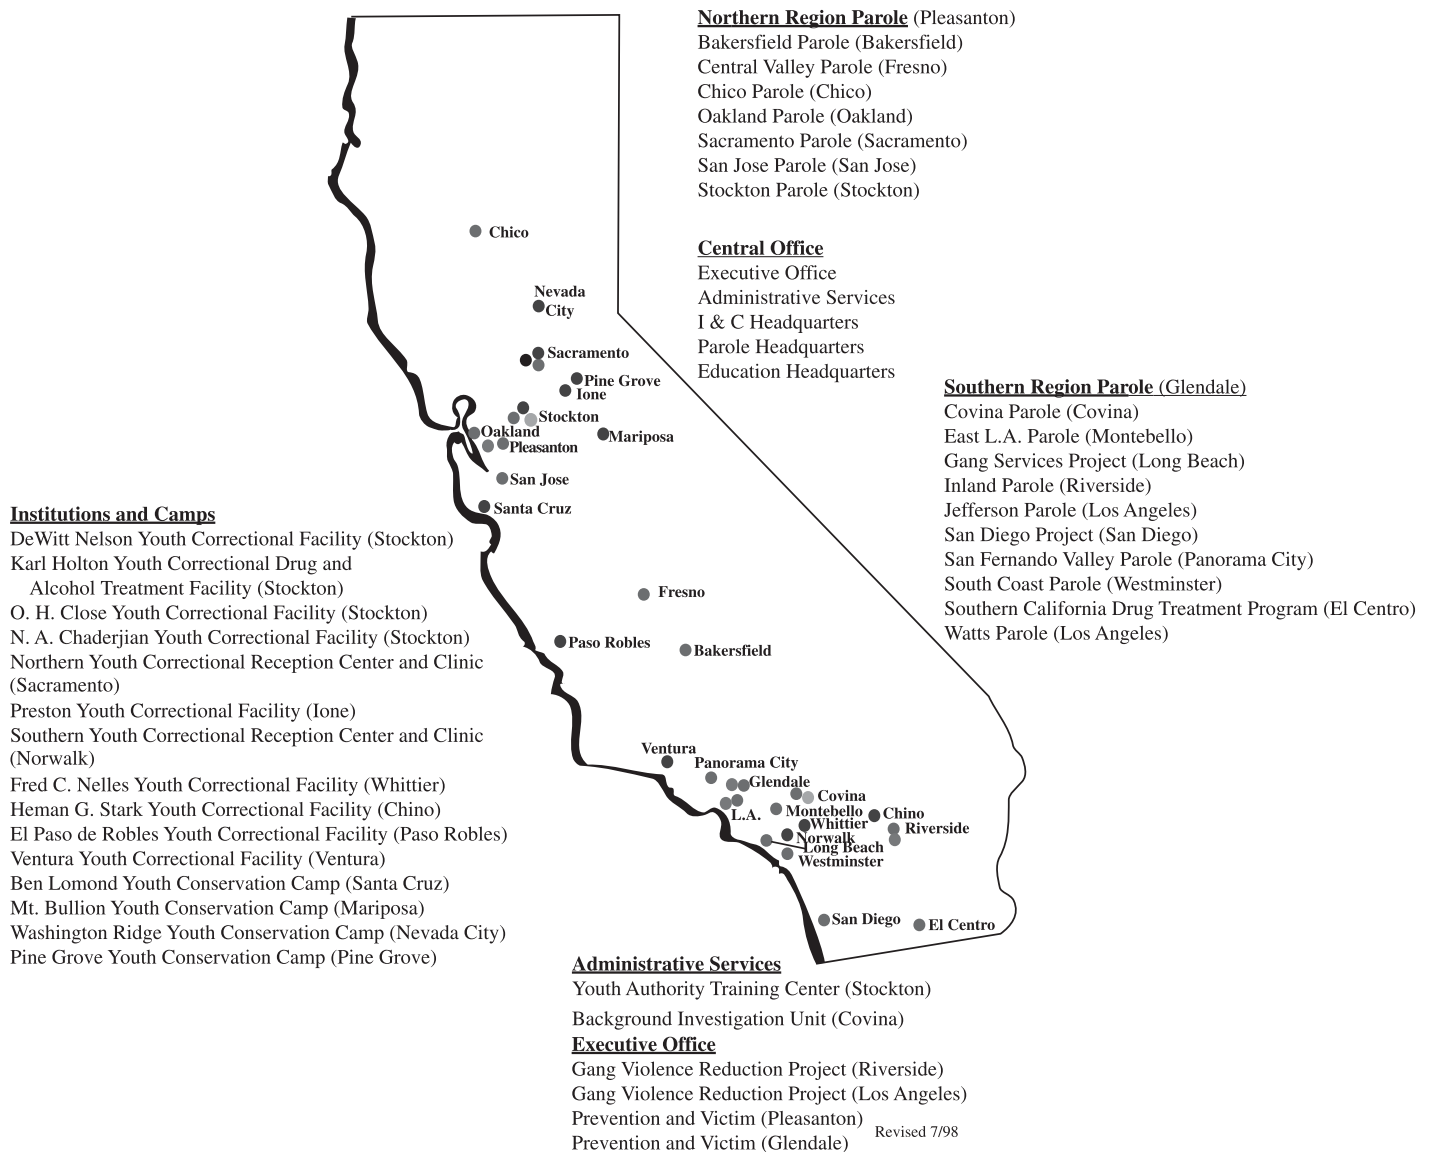 Northern Region Parole (Pleasanton)
Bakersfield Parole (Bakersfield)
Central Valley Parole (Fresno)
Chico Parole (Chico)
Oakland Parole (Oakland)
Sacramento Parole (Sacramento)
San Jose Parole (San Jose)
Stockton Parole (Stockton)
Central Office
Executive Office
Administrative Services
I & C Headquarters
Parole Headquarters
Education Headquarters
Southern Region Parole (Glendale)
Covina Parole (Covina)
East L.A. Parole (Montebello)
Gang Services Project (Long Beach)
Inland Parole (Riverside)
Jefferson Parole (Los Angeles)
San Diego Project (San Diego)
San Fernando Valley Parole (Panorama City)
South Coast Parole (Westminster)
Southern California Drug Treatment Program (El Centro)
Watts Parole (Los Angeles)
Chico
Nevada
City
Sacramento
Pine Grove
Ione
Stockton
Oakland
Mariposa
Pleasanton
San Jose
Santa Cruz
Fresno
Paso Robles
Bakersfield
Ventura
Panorama City
Glendale
Covina
L.A.
Montebello
Chino
Whittier
Riverside
Norwalk
Long Beach
Westminster
San Diego
El Centro
Institutions and Camps
DeWitt Nelson Youth Correctional Facility (Stockton)
Karl Holton Youth Correctional Drug and
Alcohol Treatment Facility (Stockton)
O. H. Close Youth Correctional Facility (Stockton)
N. A. Chaderjian Youth Correctional Facility (Stockton)
Northern Youth Correctional Reception Center and Clinic
(Sacramento)
Preston Youth Correctional Facility (Ione)
Southern Youth Correctional Reception Center and Clinic
(Norwalk)
Fred C. Nelles Youth Correctional Facility (Whittier)
Heman G. Stark Youth Correctional Facility (Chino)
El Paso de Robles Youth Correctional Facility (Paso Robles)
Ventura Youth Correctional Facility (Ventura)
Ben Lomond Youth Conservation Camp (Santa Cruz)
Mt. Bullion Youth Conservation Camp (Mariposa)
Washington Ridge Youth Conservation Camp (Nevada City)
Pine Grove Youth Conservation Camp (Pine Grove)
Administrative Services
Youth Authority Training Center (Stockton)
Background Investigation Unit (Covina)
Executive Office
Gang Violence Reduction Project (Riverside)
Gang Violence Reduction Project (Los Angeles)
Prevention and Victim (Pleasanton)
Prevention and Victim (Glendale)
Revised 7/98